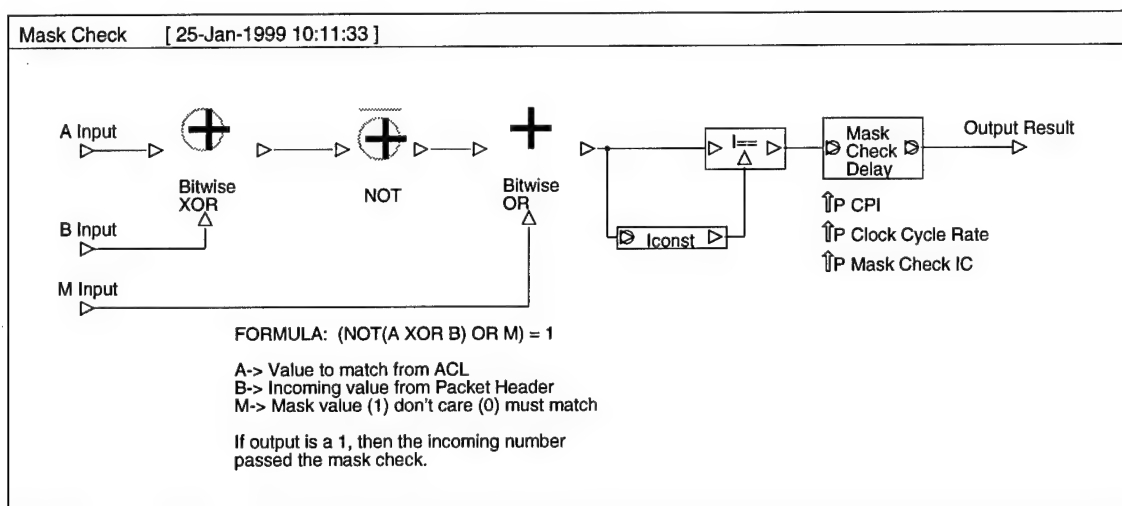 Mask Check [ 25-Jan-1999 10:11:33 ]
A Input
Bitwise
XOR
NOT
Bitwise
OR
I==
Mask
Check
Delay
Output Result
B Input
Iconst
⇑P CPI
⇑P Clock Cycle Rate
⇑P Mask Check IC
M Input
FORMULA: (NOT(A XOR B) OR M) = 1
A-> Value to match from ACL
B-> Incoming value from Packet Header
M-> Mask value (1) don't care (0) must match
If output is a 1, then the incoming number
passed the mask check.